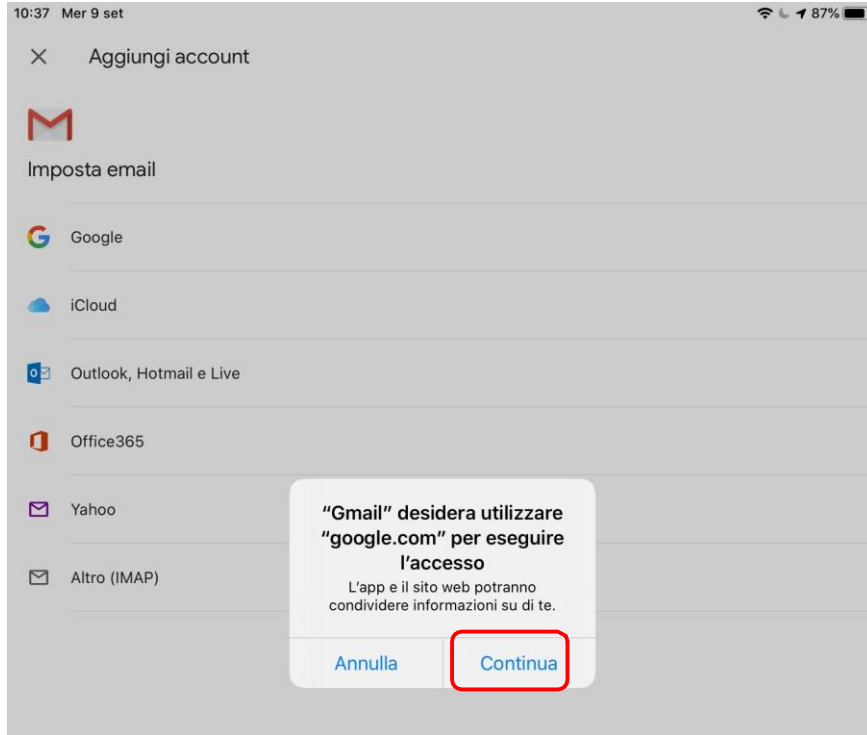 10:37 Mer 9 set 87%
Aggiungi account
Imposta email
Google
iCloud
Outlook, Hotmail e Live
Office365
Yahoo
Altro (IMAP)
“Gmail” desidera utilizzare
“google.com” per eseguire
l’accesso
L’app e il sito web potranno
condividere informazioni su di te.
Annulla Continua